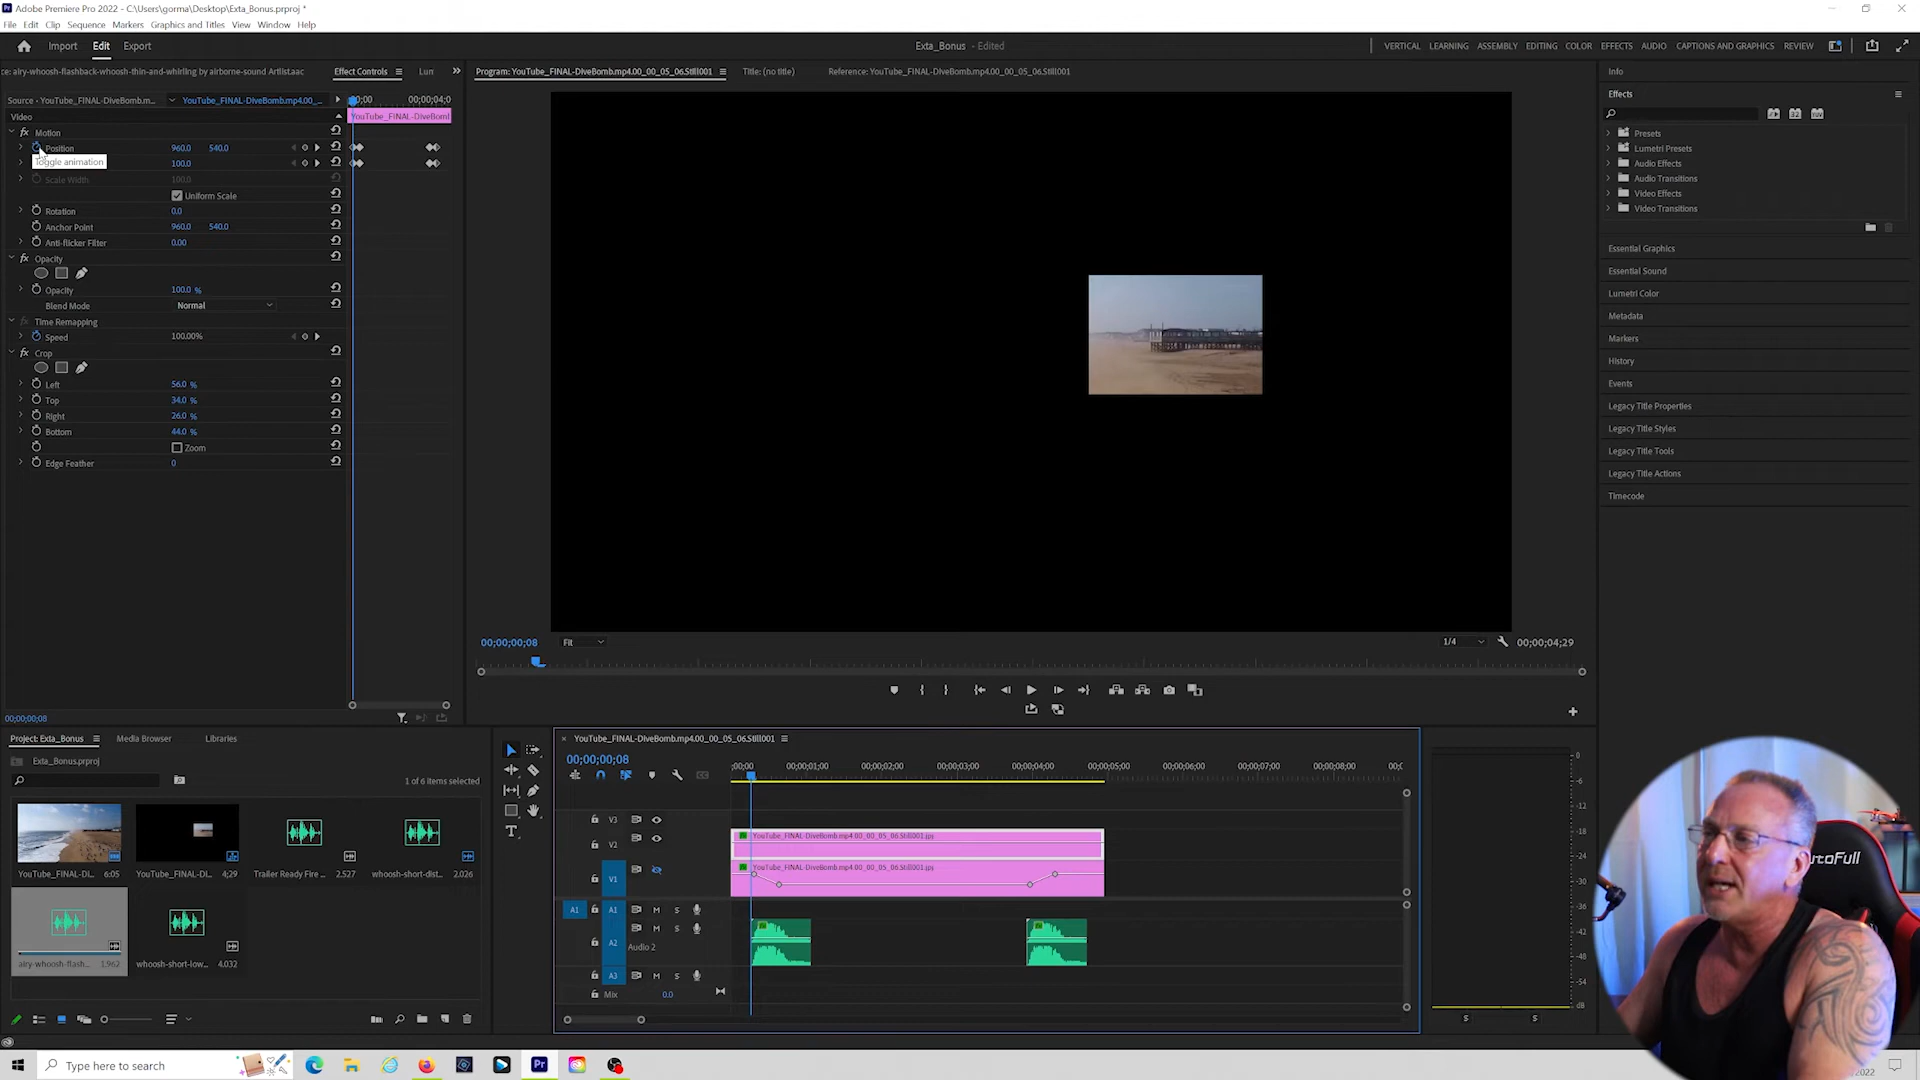 Adobe Premiere Pro 2022 - C:\Users\gorma\Desktop\Exta_Bonus.prproj *
File Edit Clip Sequence Markers Graphics and Titles View Window Help
Import Edit Export
Exta_Bonus - Edited
VERTICAL LEARNING ASSEMBLY EDITING COLOR EFFECTS AUDIO CAPTIONS AND GRAPHICS REVIEW
ce: airy-whoosh-flashback-whoosh-thin-and-whirling by airborne-sound Artlist.aac
Effect Controls
Lun
Program: YouTube_FINAL-DiveBomb.mp4.00_00_05_06.Still001
Title: (no title)
Reference: YouTube_FINAL-DiveBomb.mp4.00_00_05_06.Still001
Source • YouTube_FINAL-DiveBomb.m...
YouTube_FINAL-DiveBomb.mp4.00_...
00;00 00;00;04;0
Video
YouTube_FINAL-DiveBomb
Motion
Position 960.0 540.0
Toggle animation
100.0
Scale Width 100.0
Uniform Scale
Rotation 0.0
Anchor Point 960.0 540.0
Anti-flicker Filter 0.00
Opacity
Opacity 100.0 %
Blend Mode Normal
Time Remapping
Speed 100.00%
Crop
Left 56.0 %
Top 34.0 %
Right 26.0 %
Bottom 44.0 %
Zoom
Edge Feather 0
00;00;00;08
00;00;00;08
Fit
1/4
00;00;04;29
Info
Effects
Presets
Lumetri Presets
Audio Effects
Audio Transitions
Video Effects
Video Transitions
Essential Graphics
Essential Sound
Lumetri Color
Metadata
Markers
History
Events
Legacy Title Properties
Legacy Title Styles
Legacy Title Tools
Legacy Title Actions
Timecode
Project: Exta_Bonus
Media Browser
Libraries
Exta_Bonus.prproj
1 of 6 items selected
YouTube_FINAL-DI... 6:05
YouTube_FINAL-DI... 4;29
Trailer Ready Fire ... 2.527
whoosh-short-dist... 2.026
airy-whoosh-flash... 1.962
whoosh-short-low... 4.032
YouTube_FINAL-DiveBomb.mp4.00_00_05_06.Still001
00;00;00;08
;00;00 00;00;01;00 00;00;02;00 00;00;03;00 00;00;04;00 00;00;05;00 00;00;06;00 00;00;07;00 00;00;08;00 00;(
V3
V2
YouTube_FINAL-DiveBomb.mp4.00_00_05_06.Still001.jpg
V1
YouTube_FINAL-DiveBomb.mp4.00_00_05_06.Still001.jpg
A1 A1 M S
A2 M S
Audio 2
A3 M S
Mix 0.0
0
-6
-12
-18
-24
-30
-36
-42
-48
-54
dB
S S
AutoFull
Type here to search
Pr